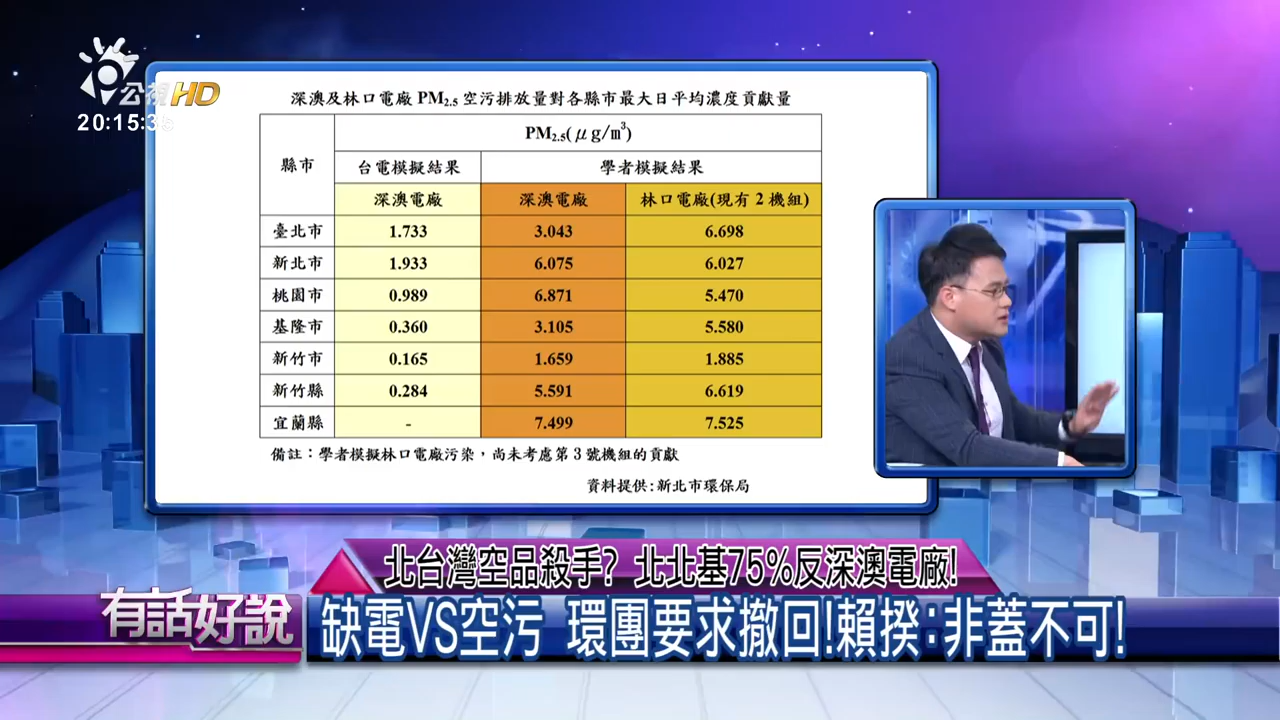 公視HD
20:15:35
深澳及林口電廠 PM2.5 空污排放量對各縣市最大日平均濃度貢獻量
縣市 PM2.5(μg/m³)
台電模擬結果 學者模擬結果
深澳電廠 深澳電廠 林口電廠(現有2機組)
臺北市 1.733 3.043 6.698
新北市 1.933 6.075 6.027
桃園市 0.989 6.871 5.470
基隆市 0.360 3.105 5.580
新竹市 0.165 1.659 1.885
新竹縣 0.284 5.591 6.619
宜蘭縣 - 7.499 7.525
備註：學者模擬林口電廠污染，尚未考慮第3號機組的貢獻
資料提供：新北市環保局
北台灣空品殺手? 北北基75%反深澳電廠!
有話好說
缺電VS空污 環團要求撤回!賴揆：非蓋不可!